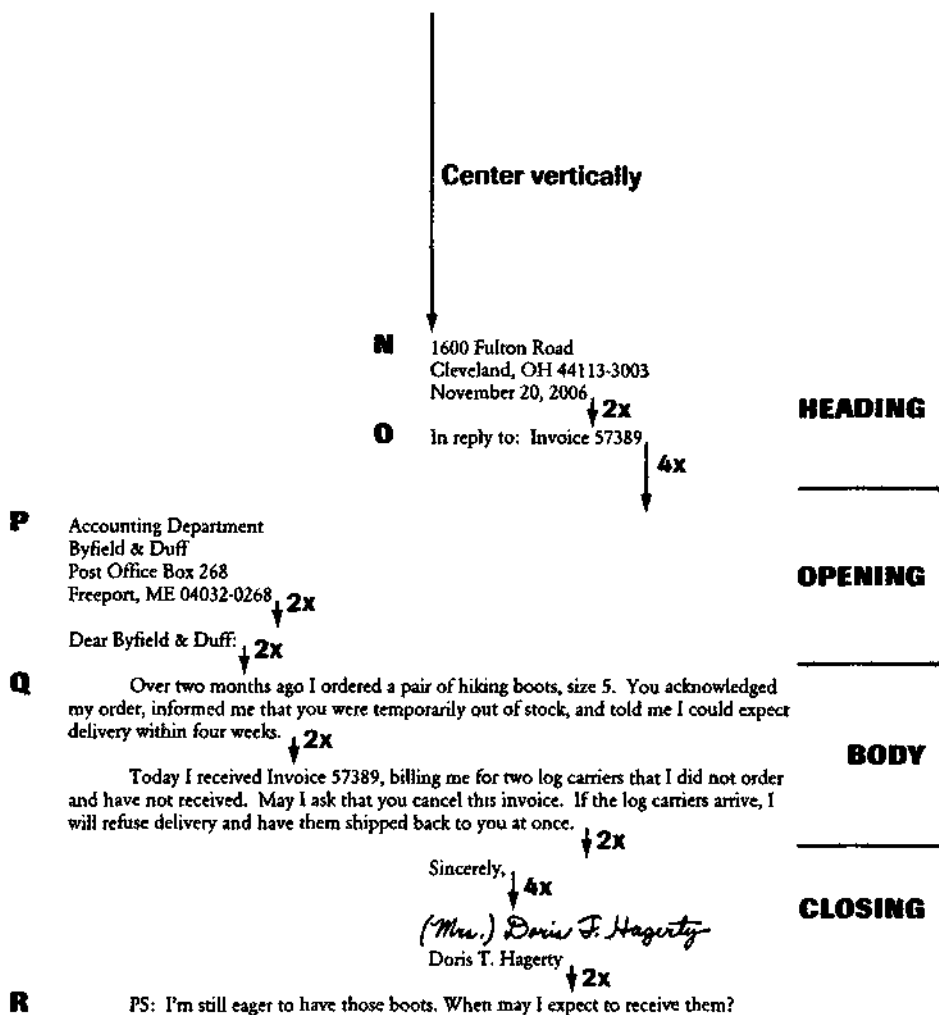 Center vertically
N 1600 Fulton Road
Cleveland, OH 44113-3003
November 20, 2006 2x
HEADING
O In reply to: Invoice 57389
4x
P Accounting Department
Byfield & Duff
Post Office Box 268
OPENING
Freeport, ME 04032-0268 2x
Dear Byfield & Duff: 2x
Q Over two months ago I ordered a pair of hiking boots, size 5. You acknowledged
my order, informed me that you were temporarily out of stock, and told me I could expect
delivery within four weeks. 2x
BODY
Today I received Invoice 57389, billing me for two log carriers that I did not order
and have not received. May I ask that you cancel this invoice. If the log carriers arrive, I
will refuse delivery and have them shipped back to you at once. 2x
Sincerely, 4x
CLOSING
(Mrs.) Doris F. Hagerty
Doris T. Hagerty 2x
R PS: I'm still eager to have those boots. When may I expect to receive them?